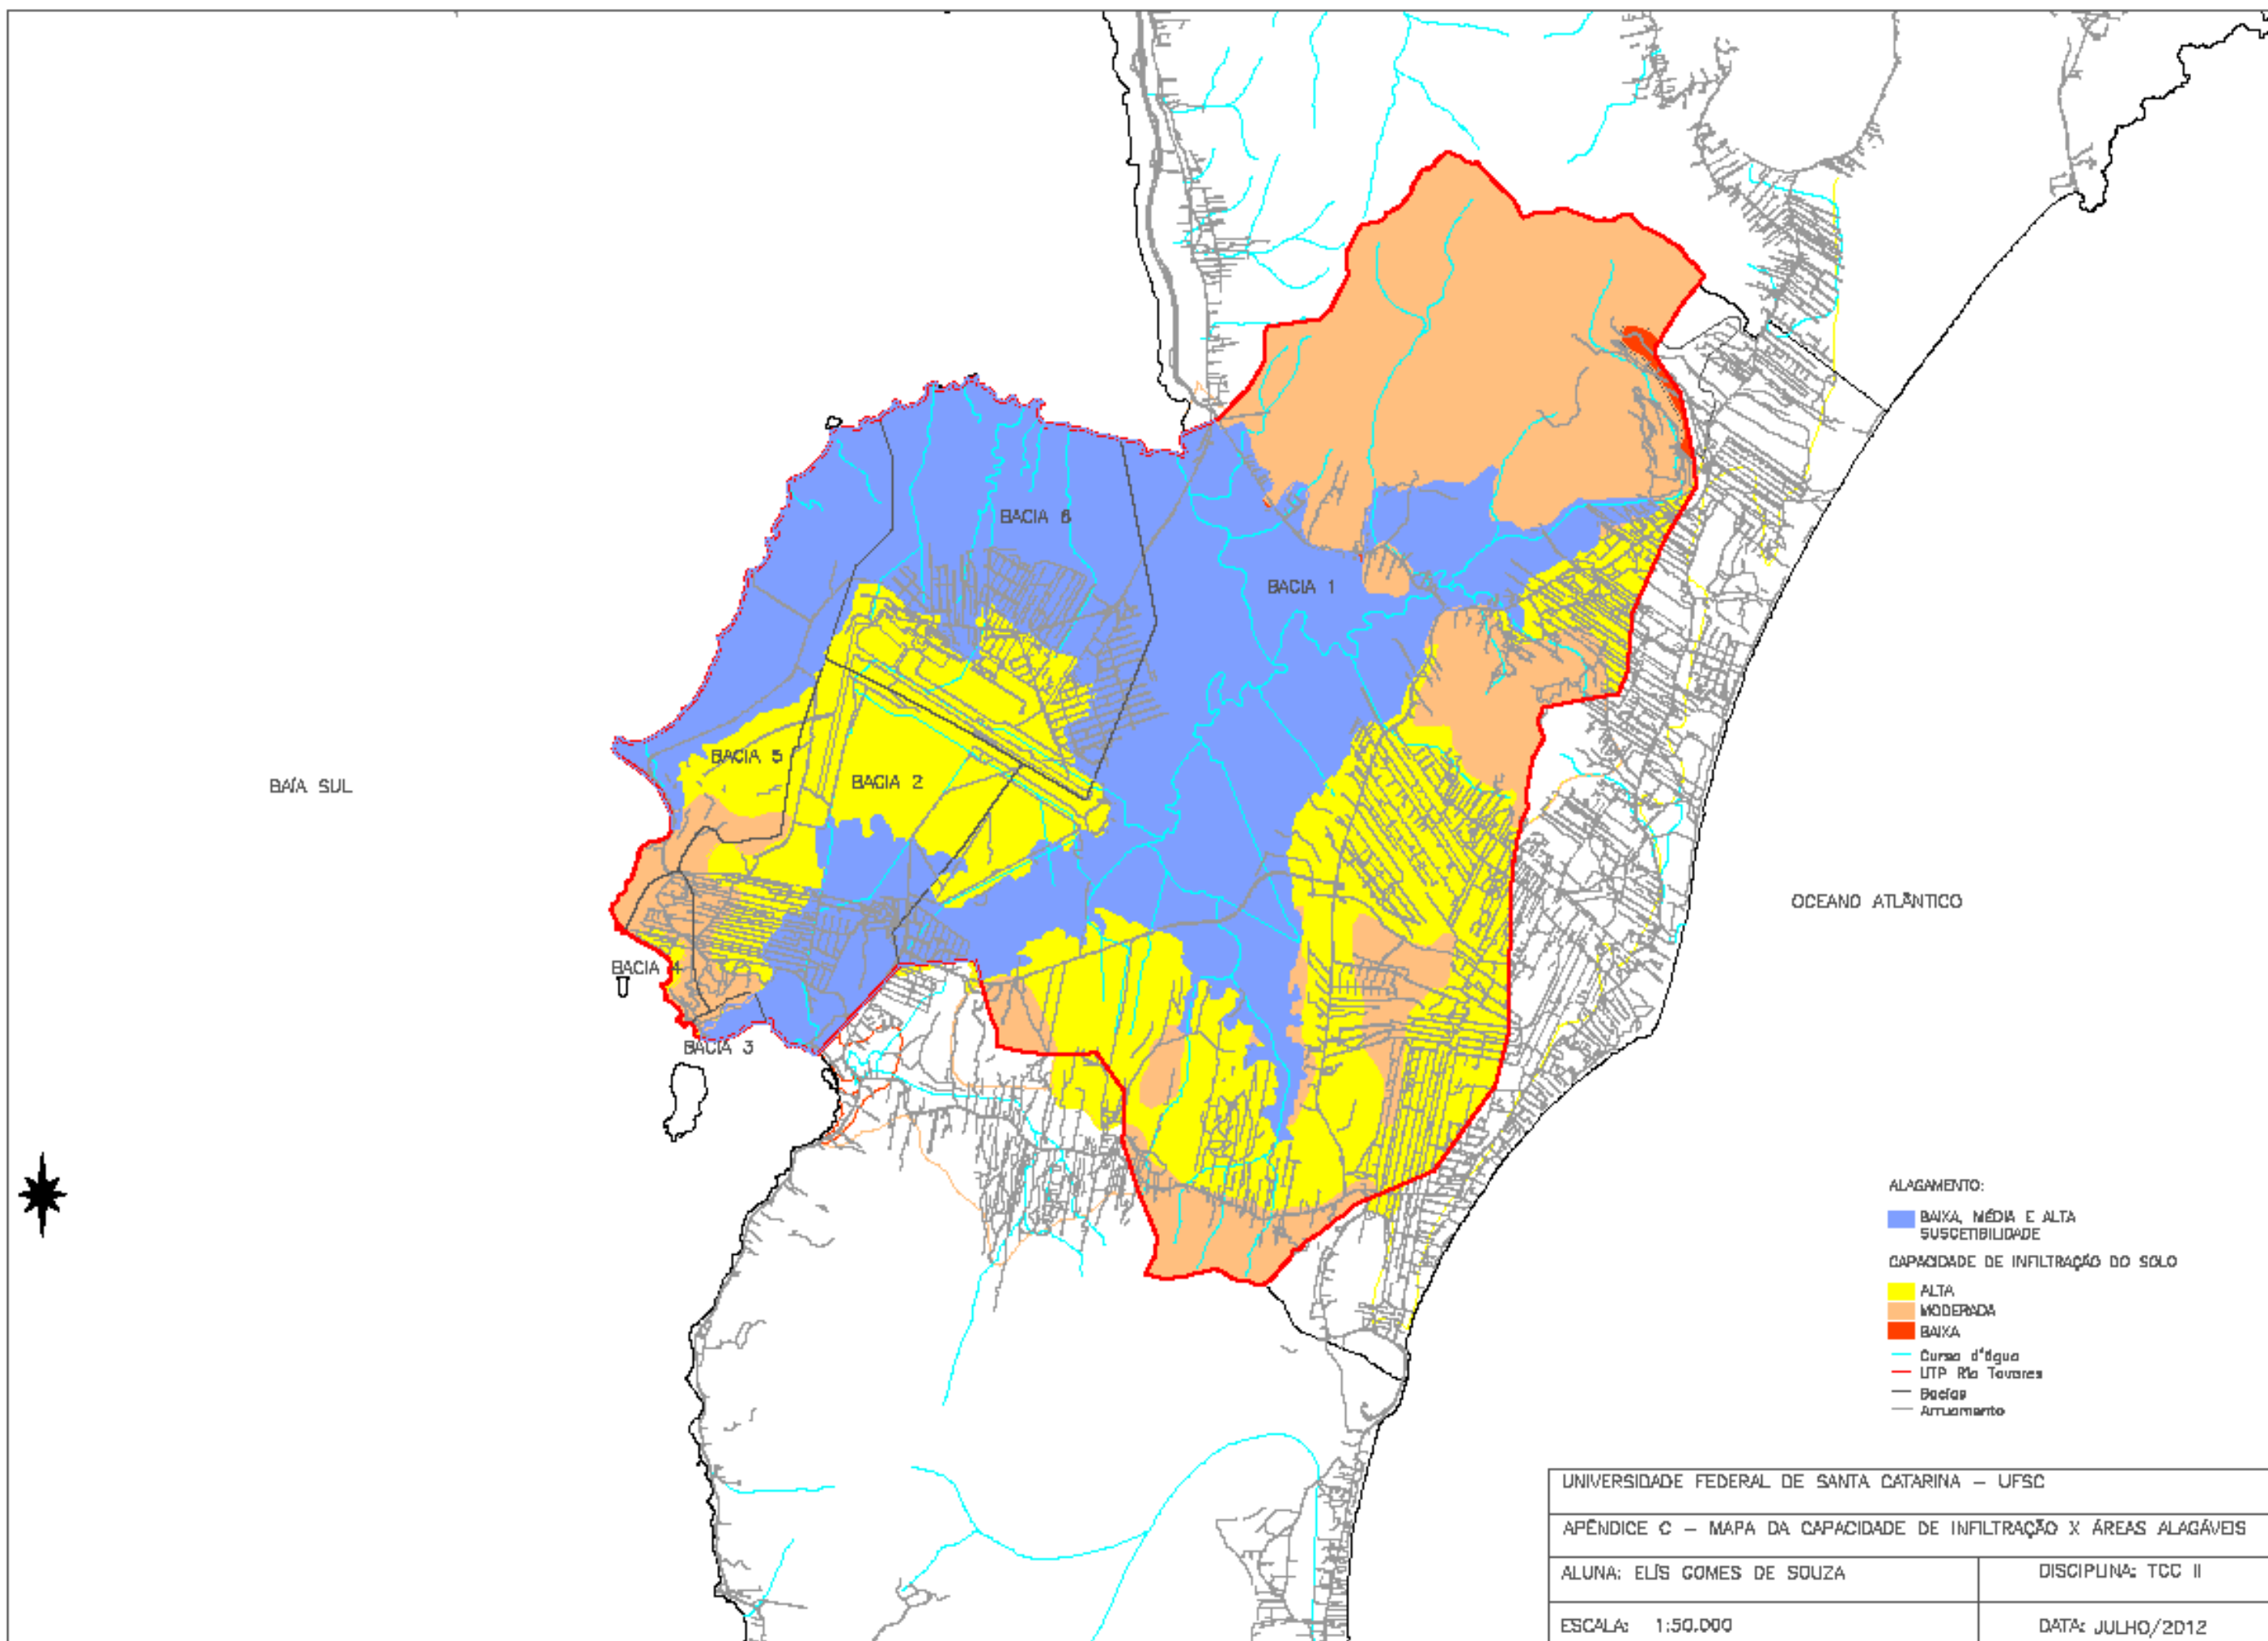 BACIA 6
BACIA 1
BACIA 5
BACIA 2
BAÍA SUL
OCEANO ATLÂNTICO
BACIA 4
BACIA 3
ALAGAMENTO:
BAIXA, MÉDIA E ALTA
SUSCETIBILIDADE
CAPACIDADE DE INFILTRAÇÃO DO SOLO
ALTA
MODERADA
BAIXA
Curso d'água
UTP Rio Tavares
Bacias
Arruamento
UNIVERSIDADE FEDERAL DE SANTA CATARINA – UFSC
APÊNDICE C – MAPA DA CAPACIDADE DE INFILTRAÇÃO X ÁREAS ALAGÁVEIS
ALUNA: ELÍS GOMES DE SOUZA
DISCIPLINA: TCC II
ESCALA: 1:50.000
DATA: JULHO/2012